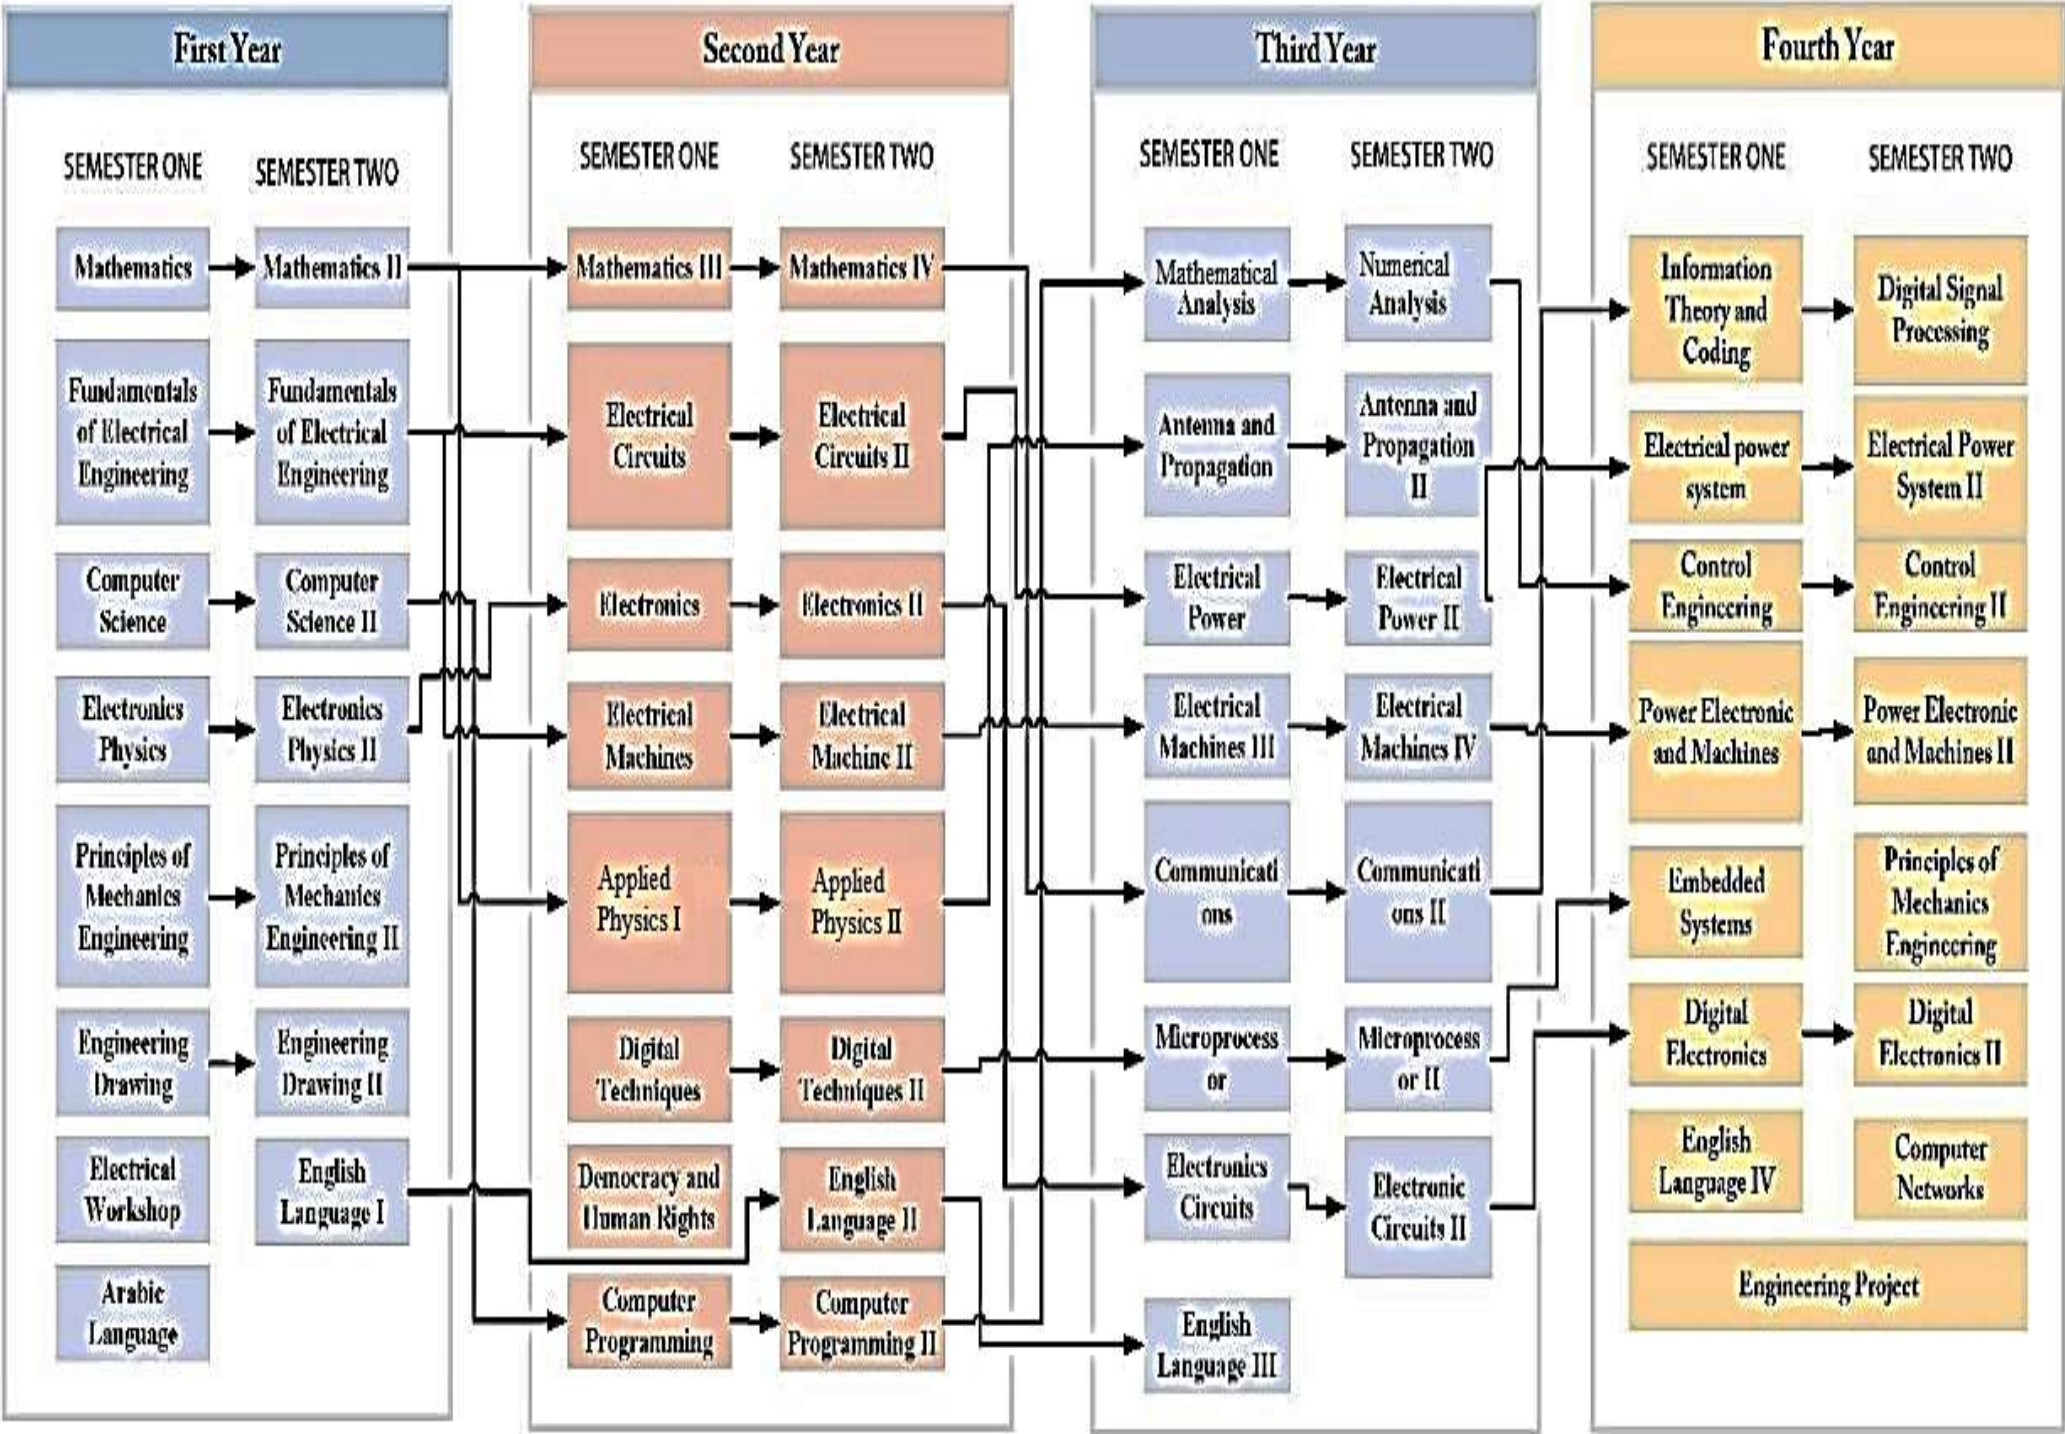 First Year
SEMESTER ONE
Mathematics
Fundamentals
of Electrical
Engineering
Computer
Science
Electronics
Physics
Principles of
Mechanics
Engineering
Engineering
Drawing
Electrical
Workshop
Arabic
Language
SEMESTER TWO
Mathematics II
Fundamentals
of Electrical
Engineering
Computer
Science II
Electronics
Physics II
Principles of
Mechanics
Engineering II
Engineering
Drawing II
English
Language I
Second Year
SEMESTER ONE
Mathematics III
Electrical
Circuits
Electronics
Electrical
Machines
Applied
Physics I
Digital
Techniques
Democracy and
Human Rights
Computer
Programming
SEMESTER TWO
Mathematics IV
Electrical
Circuits II
Electronics II
Electrical
Machine II
Applied
Physics II
Digital
Techniques II
English
Language II
Computer
Programming II
Third Year
SEMESTER ONE
Mathematical
Analysis
Antenna and
Propagation
Electrical
Power
Electrical
Machines III
Communicati
ons
Microprocess
or
Electronics
Circuits
English
Language III
SEMESTER TWO
Numerical
Analysis
Antenna and
Propagation
II
Electrical
Power II
Electrical
Machines IV
Communicati
ons II
Microprocess
or II
Electronic
Circuits II
Fourth Year
SEMESTER ONE
Information
Theory and
Coding
Electrical power
system
Control
Engineering
Power Electronic
and Machines
Embedded
Systems
Digital
Electronics
English
Language IV
SEMESTER TWO
Digital Signal
Processing
Electrical Power
System II
Control
Engineering II
Power Electronic
and Machines II
Principles of
Mechanics
Engineering
Digital
Electronics II
Computer
Networks
Engineering Project